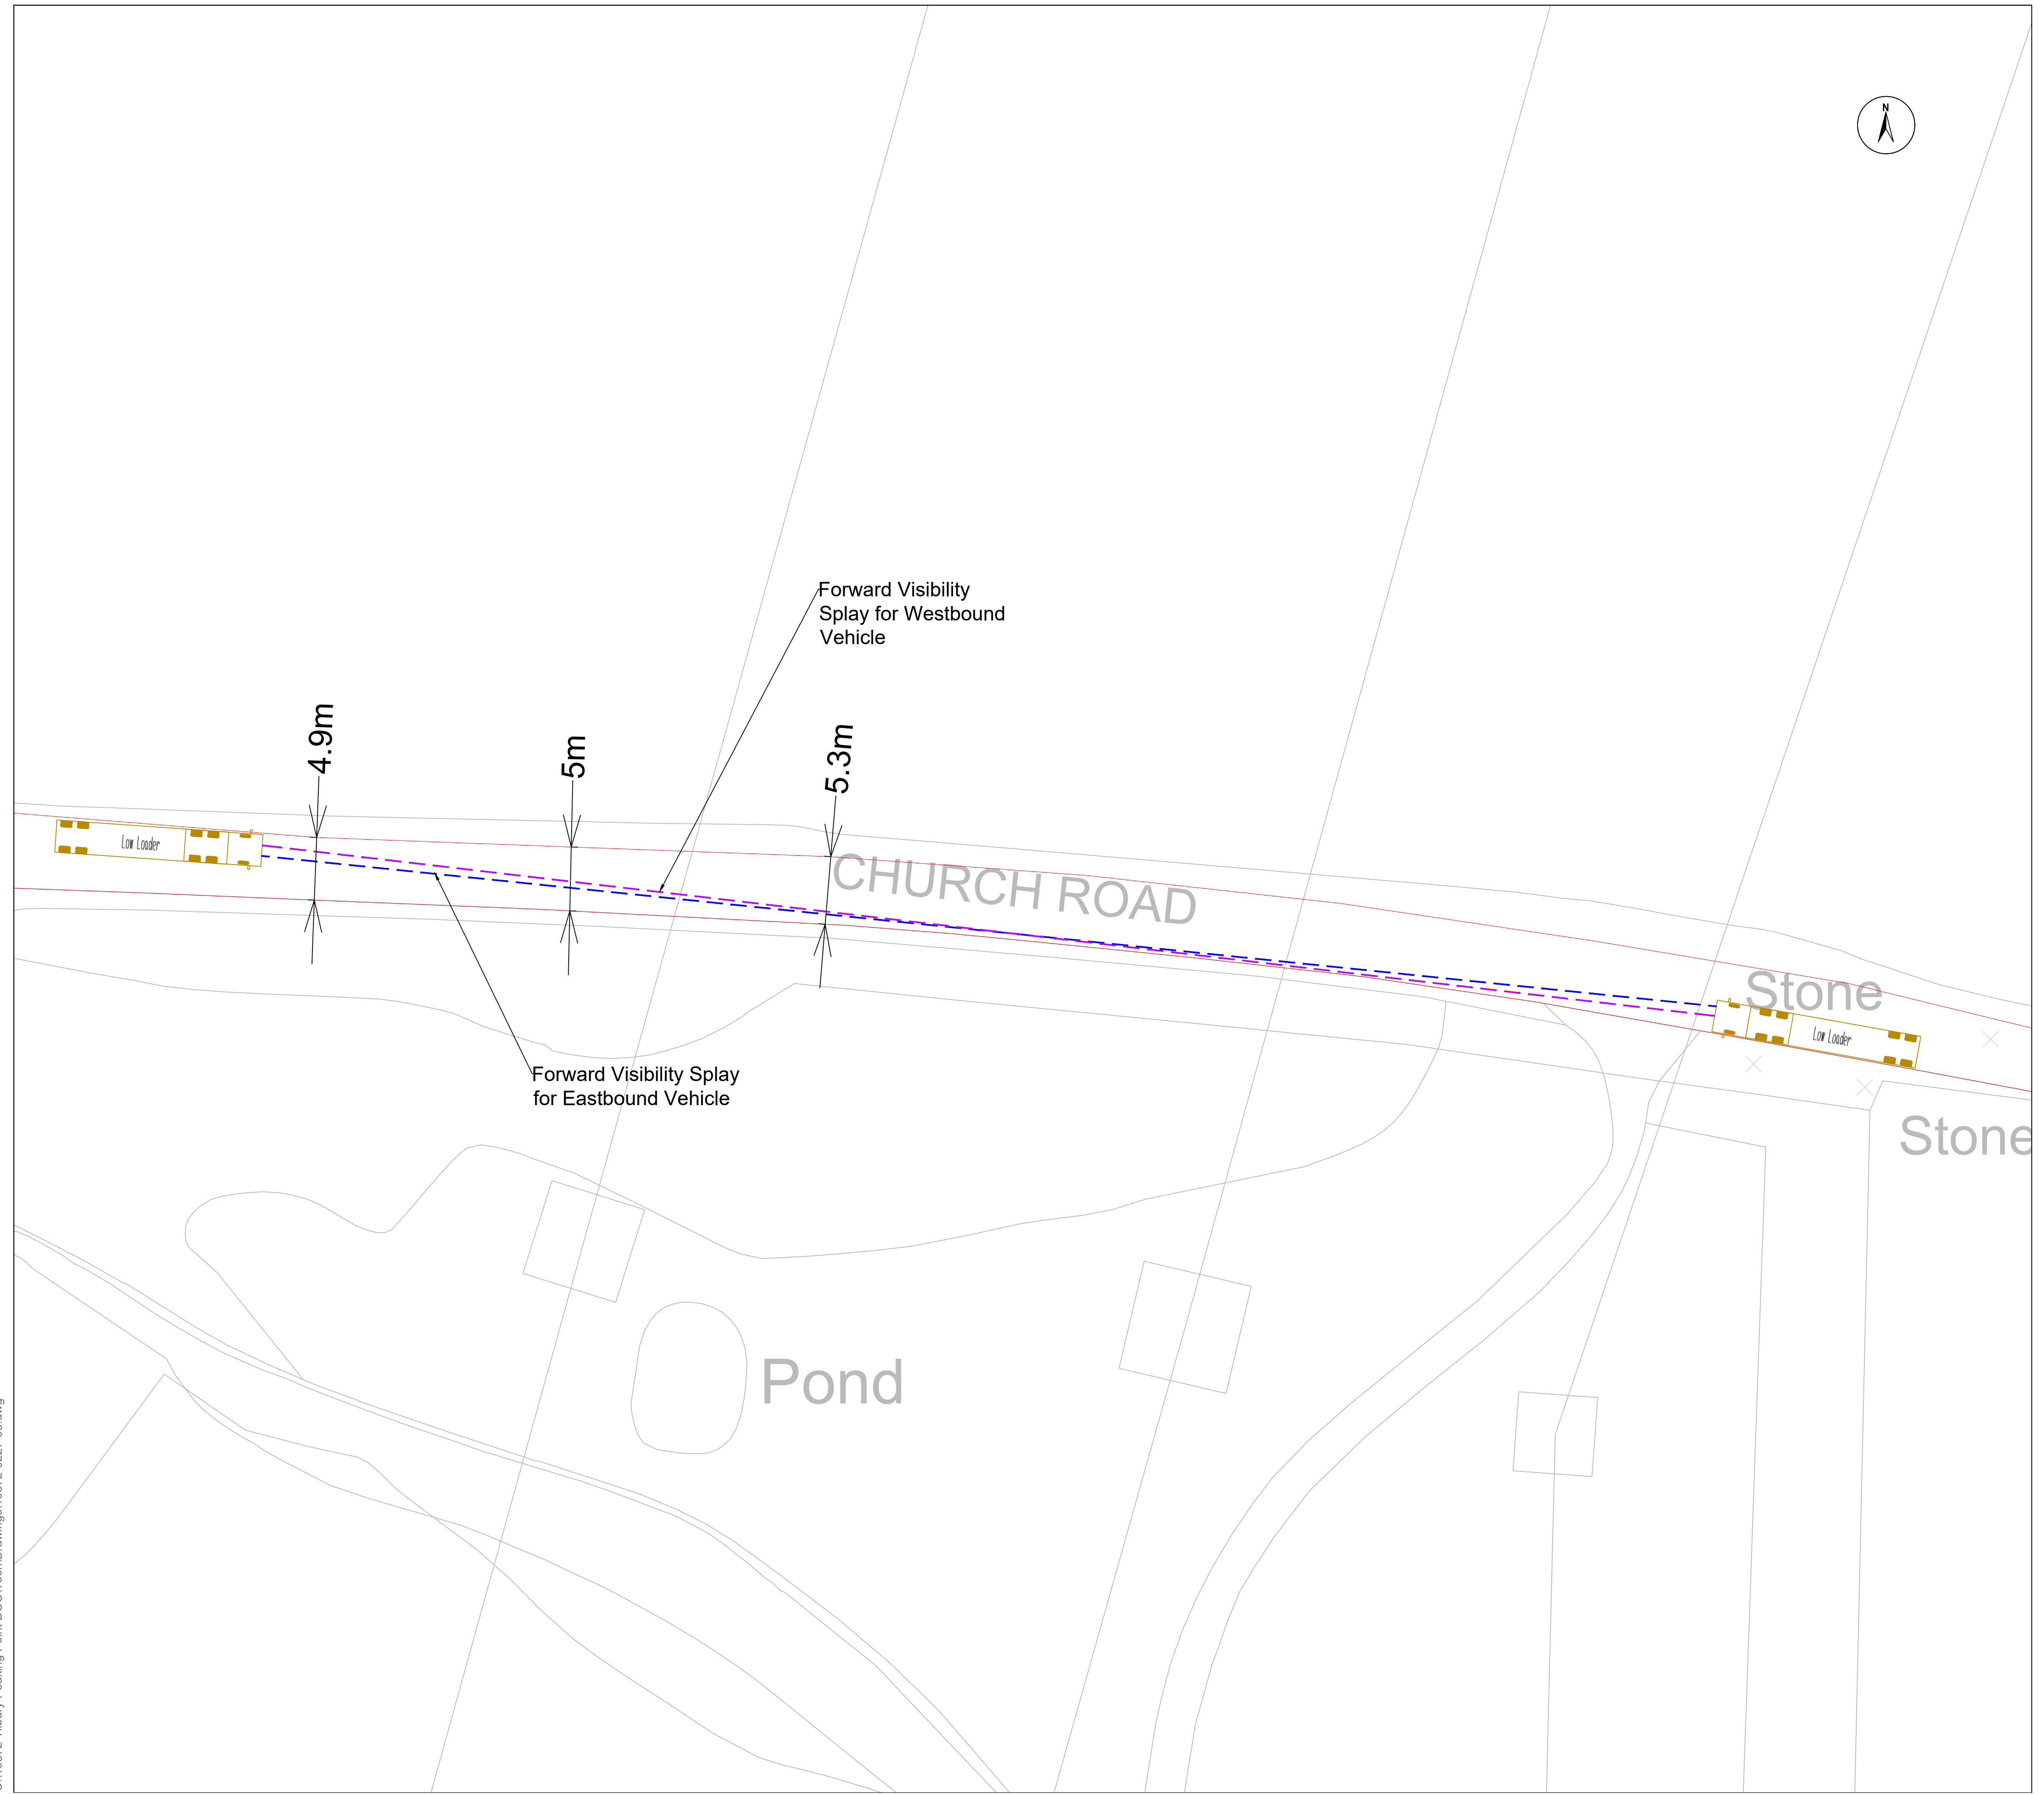 N
Forward Visibility
Splay for Westbound
Vehicle
4.9m
5m
5.3m
Low Loader
CHURCH ROAD
Stone
Low Loader
Forward Visibility Splay
for Eastbound Vehicle
Stone
Pond